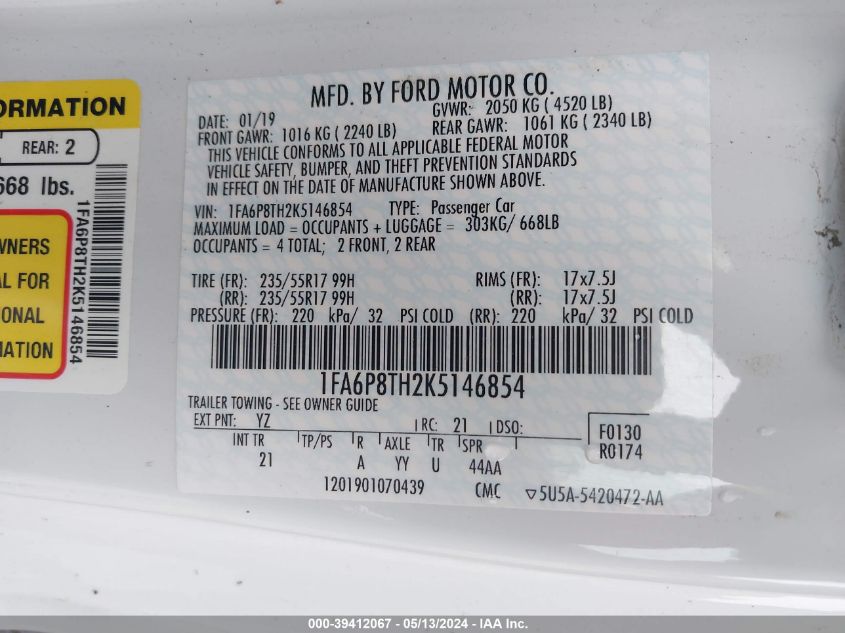 ORMATION
REAR: 2
668 lbs.
WNERS
AL FOR
ONAL
MATION
1FA6P8TH2K5146854
MFD. BY FORD MOTOR CO.
DATE: 01/19 GVWR: 2050 KG ( 4520 LB)
FRONT GAWR: 1016 KG ( 2240 LB) REAR GAWR: 1061 KG ( 2340 LB)
THIS VEHICLE CONFORMS TO ALL APPLICABLE FEDERAL MOTOR
VEHICLE SAFETY, BUMPER, AND THEFT PREVENTION STANDARDS
IN EFFECT ON THE DATE OF MANUFACTURE SHOWN ABOVE.
VIN: 1FA6P8TH2K5146854 TYPE: Passenger Car
MAXIMUM LOAD = OCCUPANTS + LUGGAGE = 303KG/ 668LB
OCCUPANTS = 4 TOTAL; 2 FRONT, 2 REAR
TIRE (FR): 235/55R17 99H RIMS (FR): 17x7.5J
(RR): 235/55R17 99H (RR): 17x7.5J
PRESSURE (FR): 220 kPa/ 32 PSI COLD (RR): 220 kPa/ 32 PSI COLD
1FA6P8TH2K5146854
TRAILER TOWING - SEE OWNER GUIDE
EXT PNT: YZ RC: 21 DSO: F0130
INT TR TP/PS R AXLE TR SPR R0174
21 A YY U 44AA
1201901070439 CMC ▽5U5A-5420472-AA
000-39412067 - 05/13/2024 - IAA Inc.